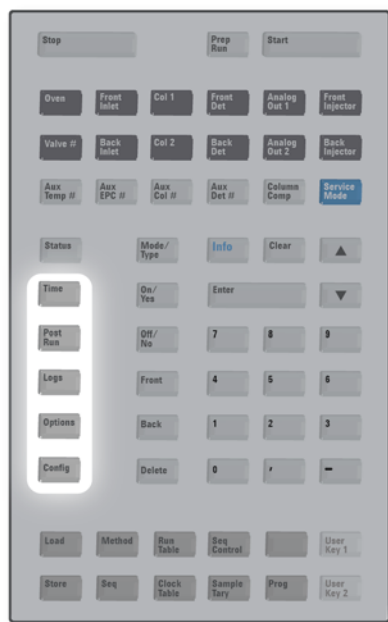 Stop
Prep
Run
Start
Oven
Front
Inlet
Col 1
Front
Det
Analog
Out 1
Front
Injector
Valve #
Back
Inlet
Col 2
Back
Det
Analog
Out 2
Back
Injector
Aux
Temp #
Aux
EPC #
Aux
Col #
Aux
Det #
Column
Comp
Service
Mode
Status
Mode/
Type
Info
Clear
▲
Time
On/
Yes
Enter
▼
Post
Run
Off/
No
7
8
9
Logs
Front
4
5
6
Options
Back
1
2
3
Config
Delete
0
,
-
Load
Method
Run
Table
Seq
Control
User
Key 1
Store
Seq
Clock
Table
Sample
Tary
Prog
User
Key 2